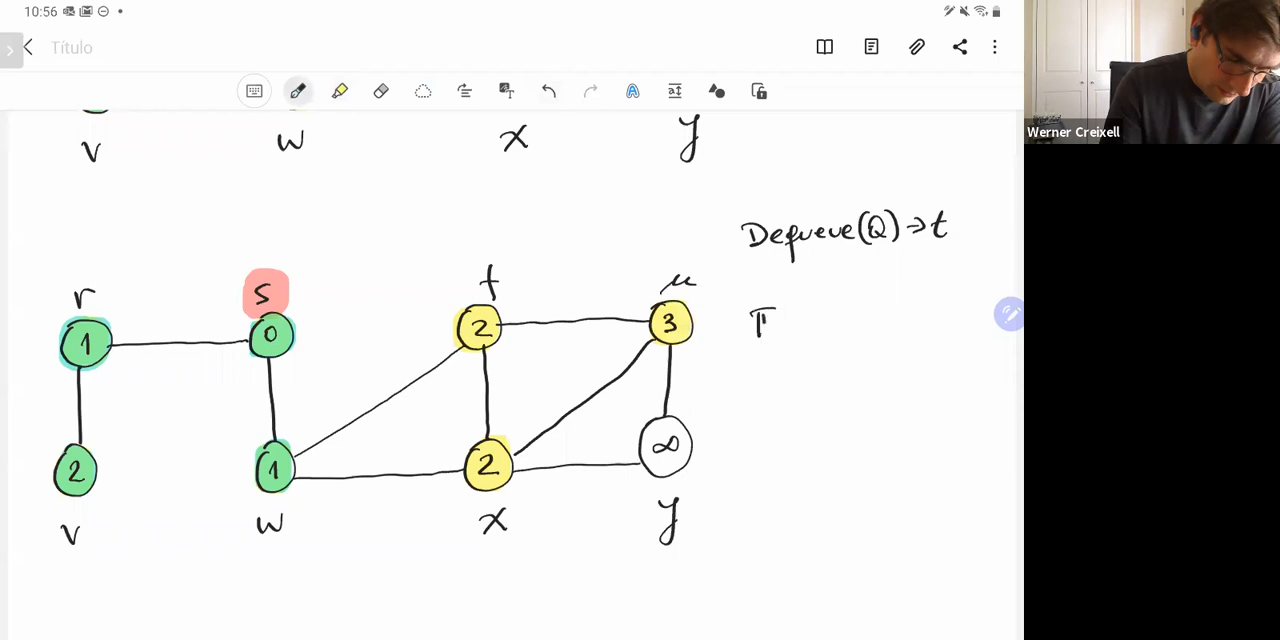 10:56
Título
Werner Creixell
v w x y
Dequeue(Q) => t
r s t u
1 0 2 3
π
2 1 2 ∞
v w x y